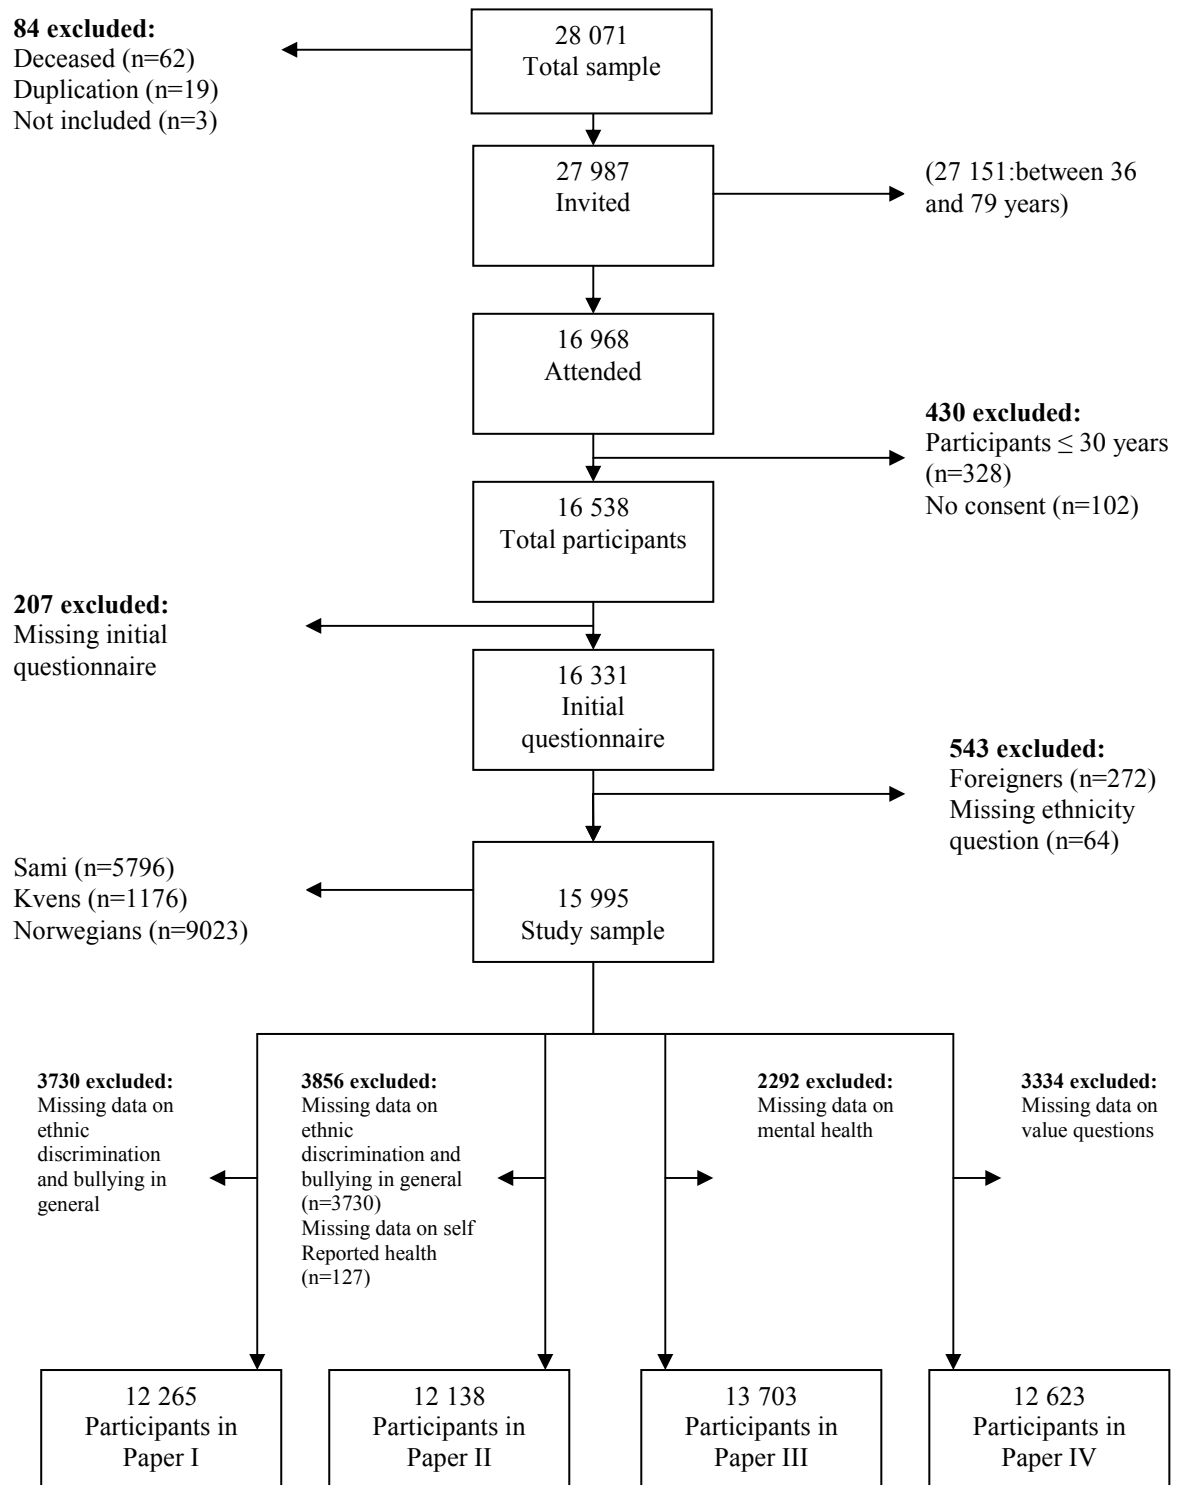 84 excluded:
Deceased (n=62)
Duplication (n=19)
Not included (n=3)
28 071
Total sample
27 987
Invited
(27 151:between 36
and 79 years)
16 968
Attended
430 excluded:
Participants ≤ 30 years
(n=328)
No consent (n=102)
16 538
Total participants
207 excluded:
Missing initial
questionnaire
16 331
Initial
questionnaire
543 excluded:
Foreigners (n=272)
Missing ethnicity
question (n=64)
Sami (n=5796)
Kvens (n=1176)
Norwegians (n=9023)
15 995
Study sample
3730 excluded:
Missing data on
ethnic
discrimination
and bullying in
general
3856 excluded:
Missing data on
ethnic
discrimination and
bullying in general
(n=3730)
Missing data on self
Reported health
(n=127)
2292 excluded:
Missing data on
mental health
3334 excluded:
Missing data on
value questions
12 265
Participants in
Paper I
12 138
Participants in
Paper II
13 703
Participants in
Paper III
12 623
Participants in
Paper IV